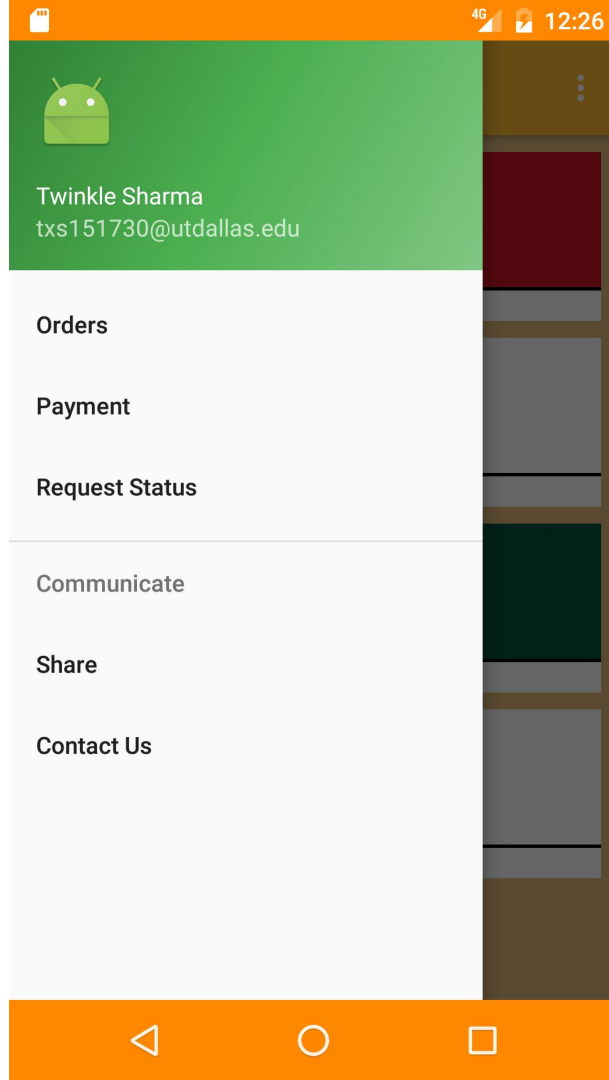 4G 12:26
Twinkle Sharma
txs151730@utdallas.edu
Orders
Payment
Request Status
Communicate
Share
Contact Us